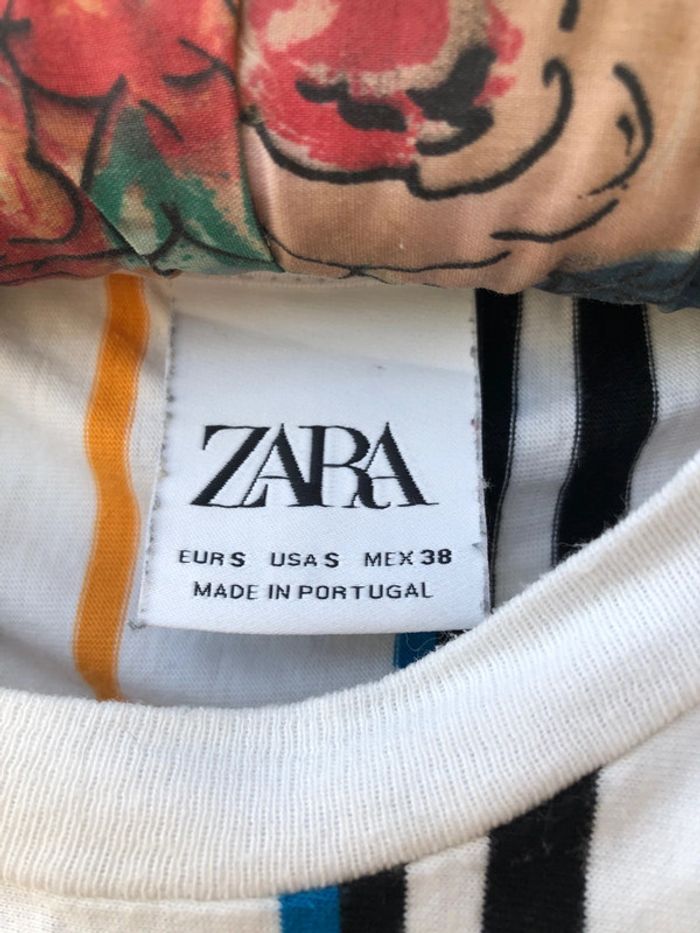 ZARA
EUR S USA S MEX 38
MADE IN PORTUGAL